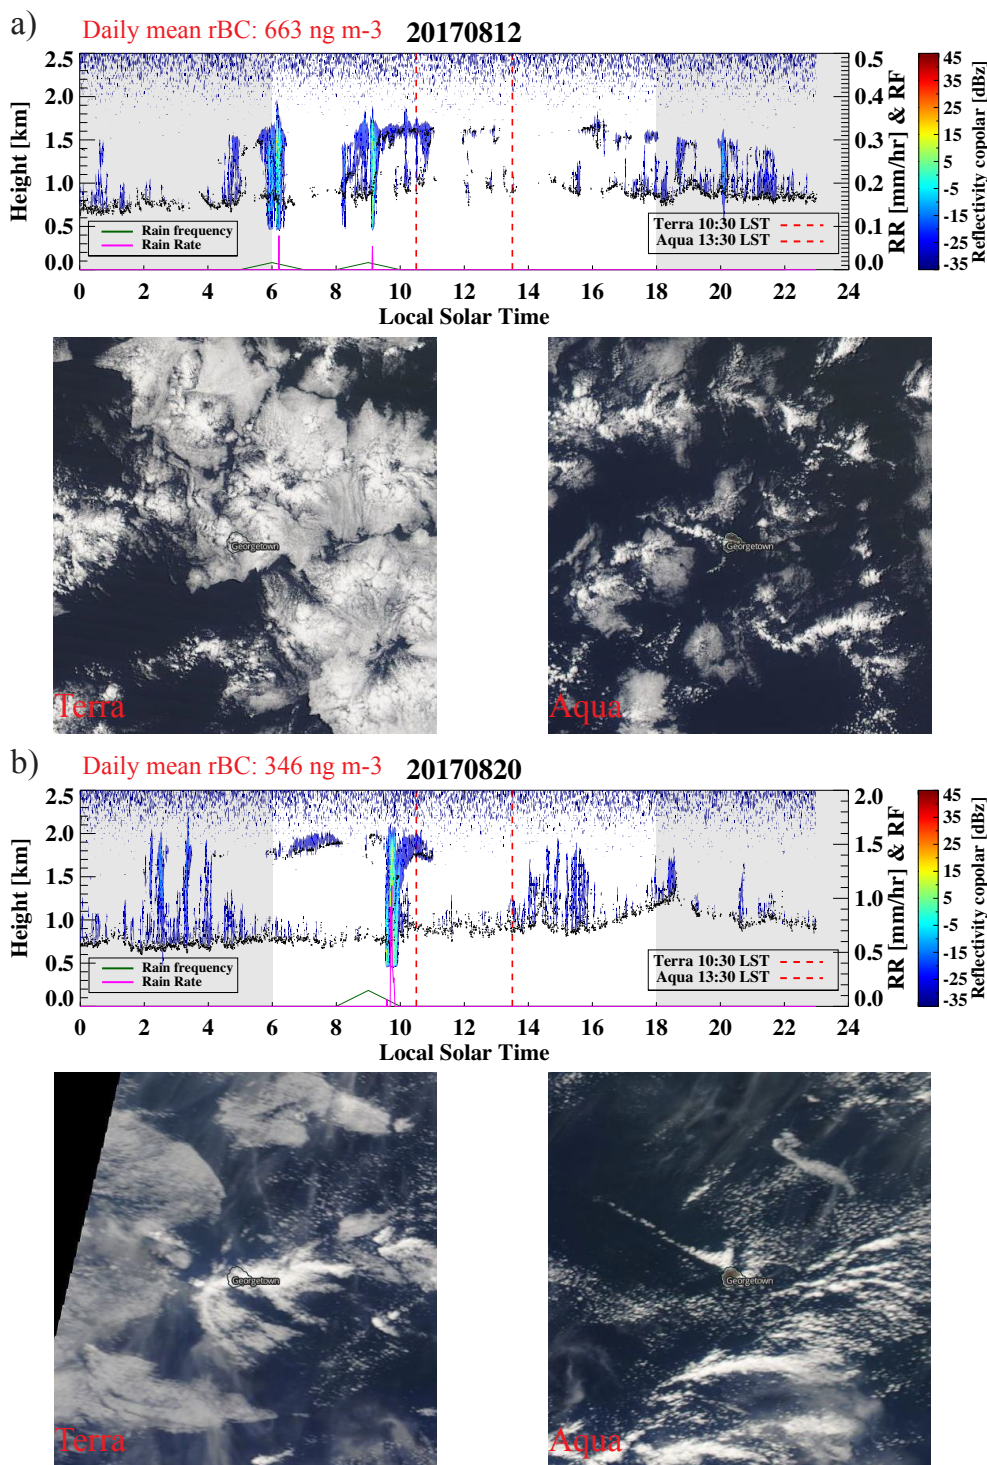 a)
Daily mean rBC: 663 ng m-3 20170812
2.5
2.0
1.5
1.0
0.5
0.0
Height [km]
Rain frequency
Rain Rate
Terra 10:30 LST
Aqua 13:30 LST
0.5
0.4
0.3
0.2
0.1
0.0
RR [mm/hr] & RF
45
35
25
15
5
-5
-15
-25
-35
Reflectivity copolar [dBz]
0 2 4 6 8 10 12 14 16 18 20 22 24
Local Solar Time
Georgetown
Terra
Georgetown
Aqua
b)
Daily mean rBC: 346 ng m-3 20170820
2.5
2.0
1.5
1.0
0.5
0.0
Height [km]
Rain frequency
Rain Rate
Terra 10:30 LST
Aqua 13:30 LST
2.0
1.5
1.0
0.5
0.0
RR [mm/hr] & RF
45
35
25
15
5
-5
-15
-25
-35
Reflectivity copolar [dBz]
0 2 4 6 8 10 12 14 16 18 20 22 24
Local Solar Time
Georgetown
Terra
Georgetown
Aqua